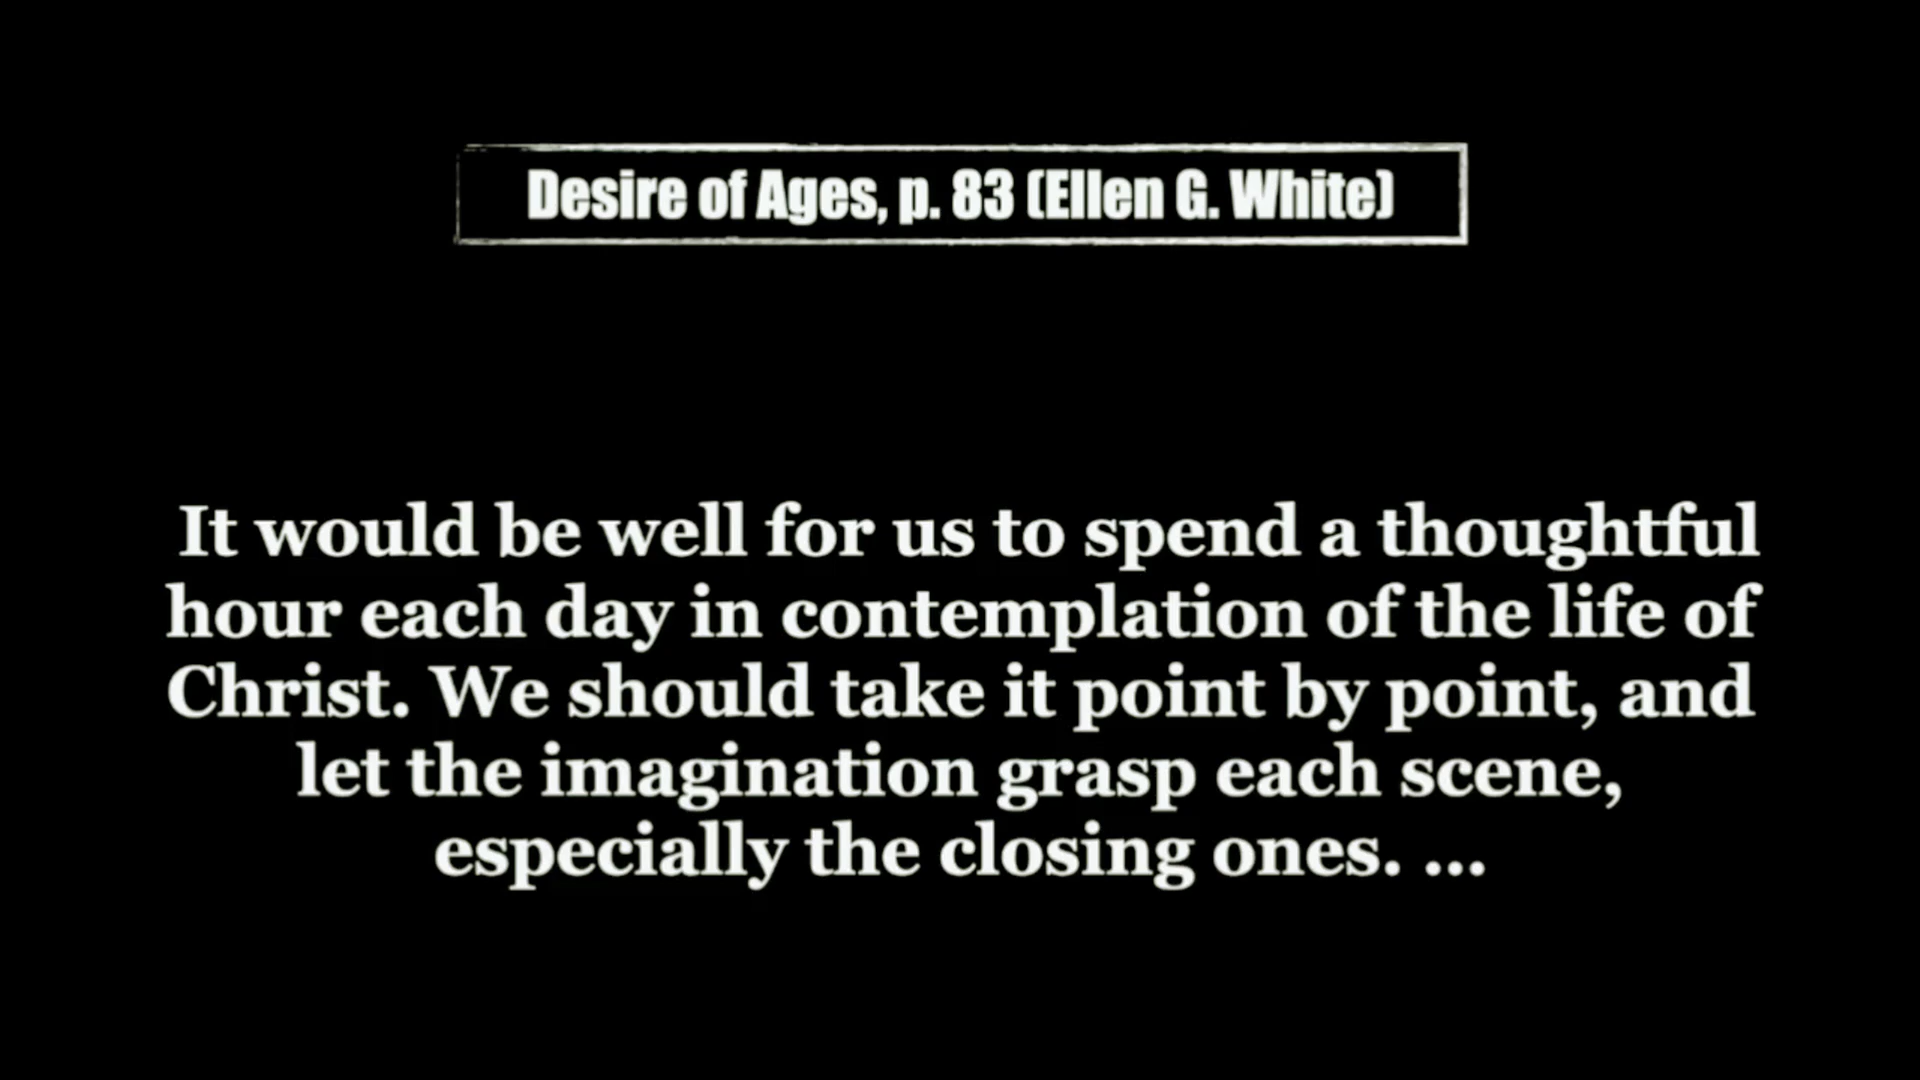 Desire of Ages, p. 83 (Ellen G. White)
It would be well for us to spend a thoughtful
hour each day in contemplation of the life of
Christ. We should take it point by point, and
let the imagination grasp each scene,
especially the closing ones. ...